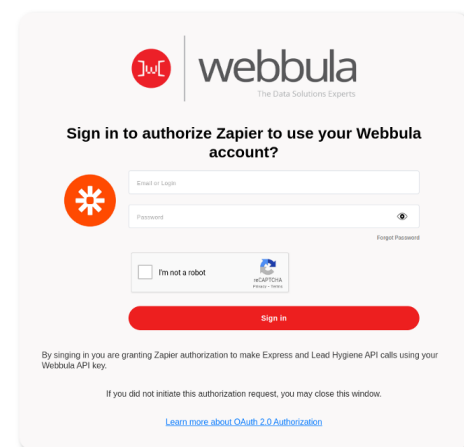 ]w[
webbula
The Data Solutions Experts
Sign in to authorize Zapier to use your Webbula
account?
Email or Login
Password
Forgot Password
I'm not a robot
reCAPTCHA
Privacy - Terms
Sign in
By singing in you are granting Zapier authorization to make Express and Lead Hygiene API calls using your
Webbula API key.
If you did not initiate this authorization request, you may close this window.
Learn more about OAuth 2.0 Authorization